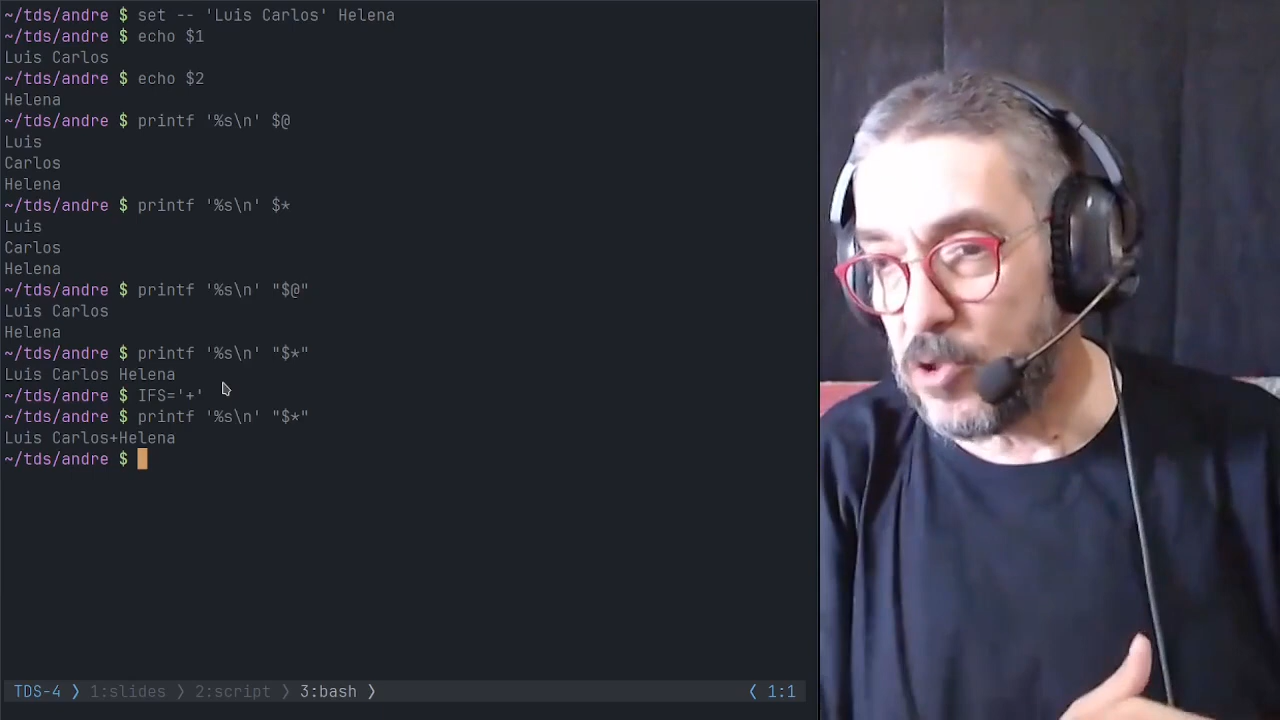 ~/tds/andre $ set -- 'Luis Carlos' Helena
~/tds/andre $ echo $1
Luis Carlos
~/tds/andre $ echo $2
Helena
~/tds/andre $ printf '%s\n' $@
Luis
Carlos
Helena
~/tds/andre $ printf '%s\n' $*
Luis
Carlos
Helena
~/tds/andre $ printf '%s\n' "$@"
Luis Carlos
Helena
~/tds/andre $ printf '%s\n' "$*"
Luis Carlos Helena
~/tds/andre $ IFS='+'
~/tds/andre $ printf '%s\n' "$*"
Luis Carlos+Helena
~/tds/andre $
TDS-4 ❯ 1:slides ❯ 2:script ❯ 3:bash ❯ ❮ 1:1